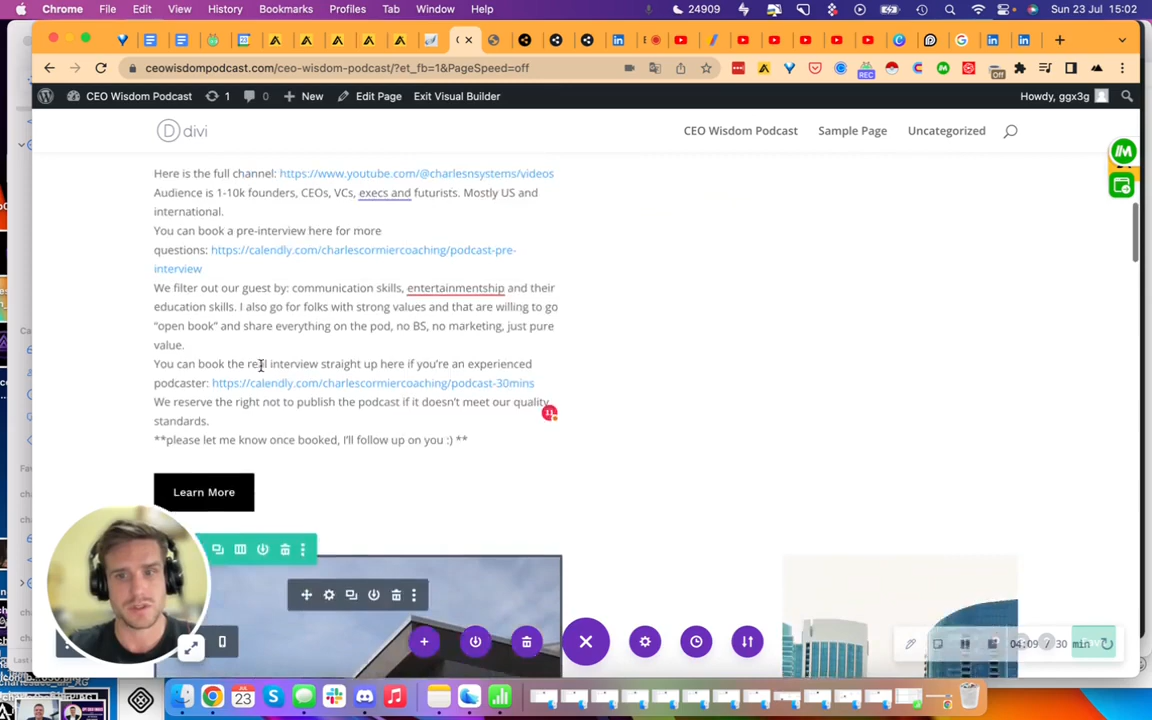 Chrome File Edit View History Bookmarks Profiles Tab Window Help 24909 Sun 23 Jul 15:02
ceowisdompodcast.com/ceo-wisdom-podcast/?et_fb=1&PageSpeed=off
CEO Wisdom Podcast 1 0 New Edit Page Exit Visual Builder Howdy, ggx3g
divi CEO Wisdom Podcast Sample Page Uncategorized
Here is the full channel: https://www.youtube.com/@charlesnsystems/videos
Audience is 1-10k founders, CEOs, VCs, execs and futurists. Mostly US and
international.
You can book a pre-interview here for more
questions: https://calendly.com/charlescormiercoaching/podcast-pre-
interview
We filter out our guest by: communication skills, entertainmentship and their
education skills. I also go for folks with strong values and that are willing to go
“open book” and share everything on the pod, no BS, no marketing, just pure
value.
You can book the real interview straight up here if you’re an experienced
podcaster: https://calendly.com/charlescormiercoaching/podcast-30mins
We reserve the right not to publish the podcast if it doesn’t meet our quality
standards.
11
**please let me know once booked, I’ll follow up on you :) **
Learn More
04:09 / 30 min